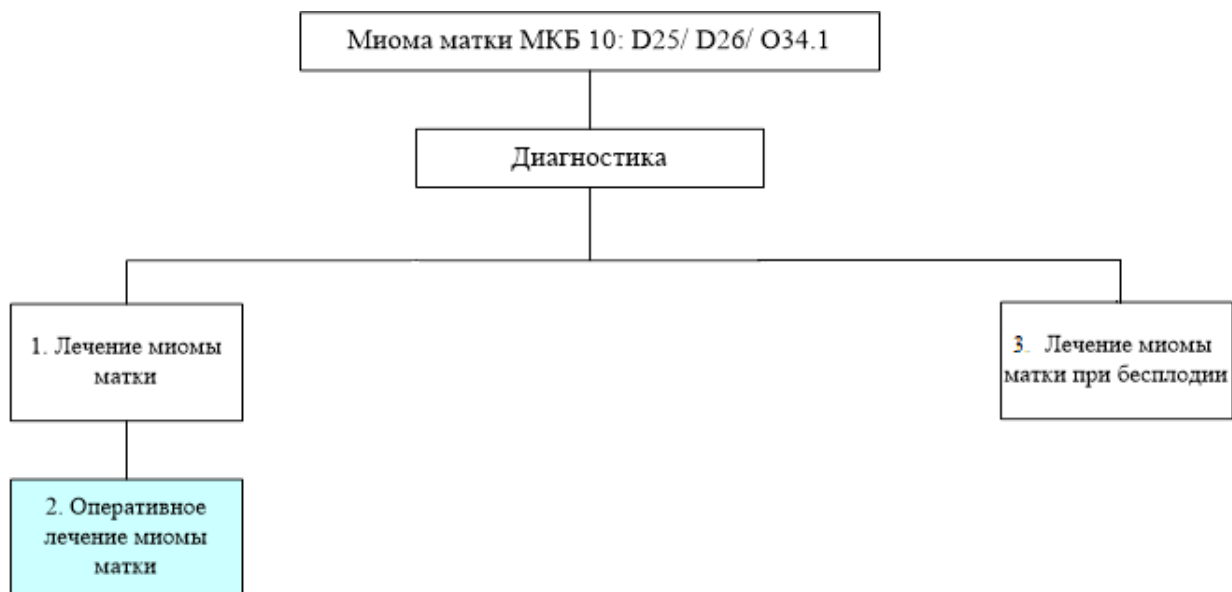 Миома матки МКБ 10: D25/ D26/ O34.1
Диагностика
1. Лечение миомы
матки
3. Лечение миомы
матки при бесплодии
2. Оперативное
лечение миомы
матки